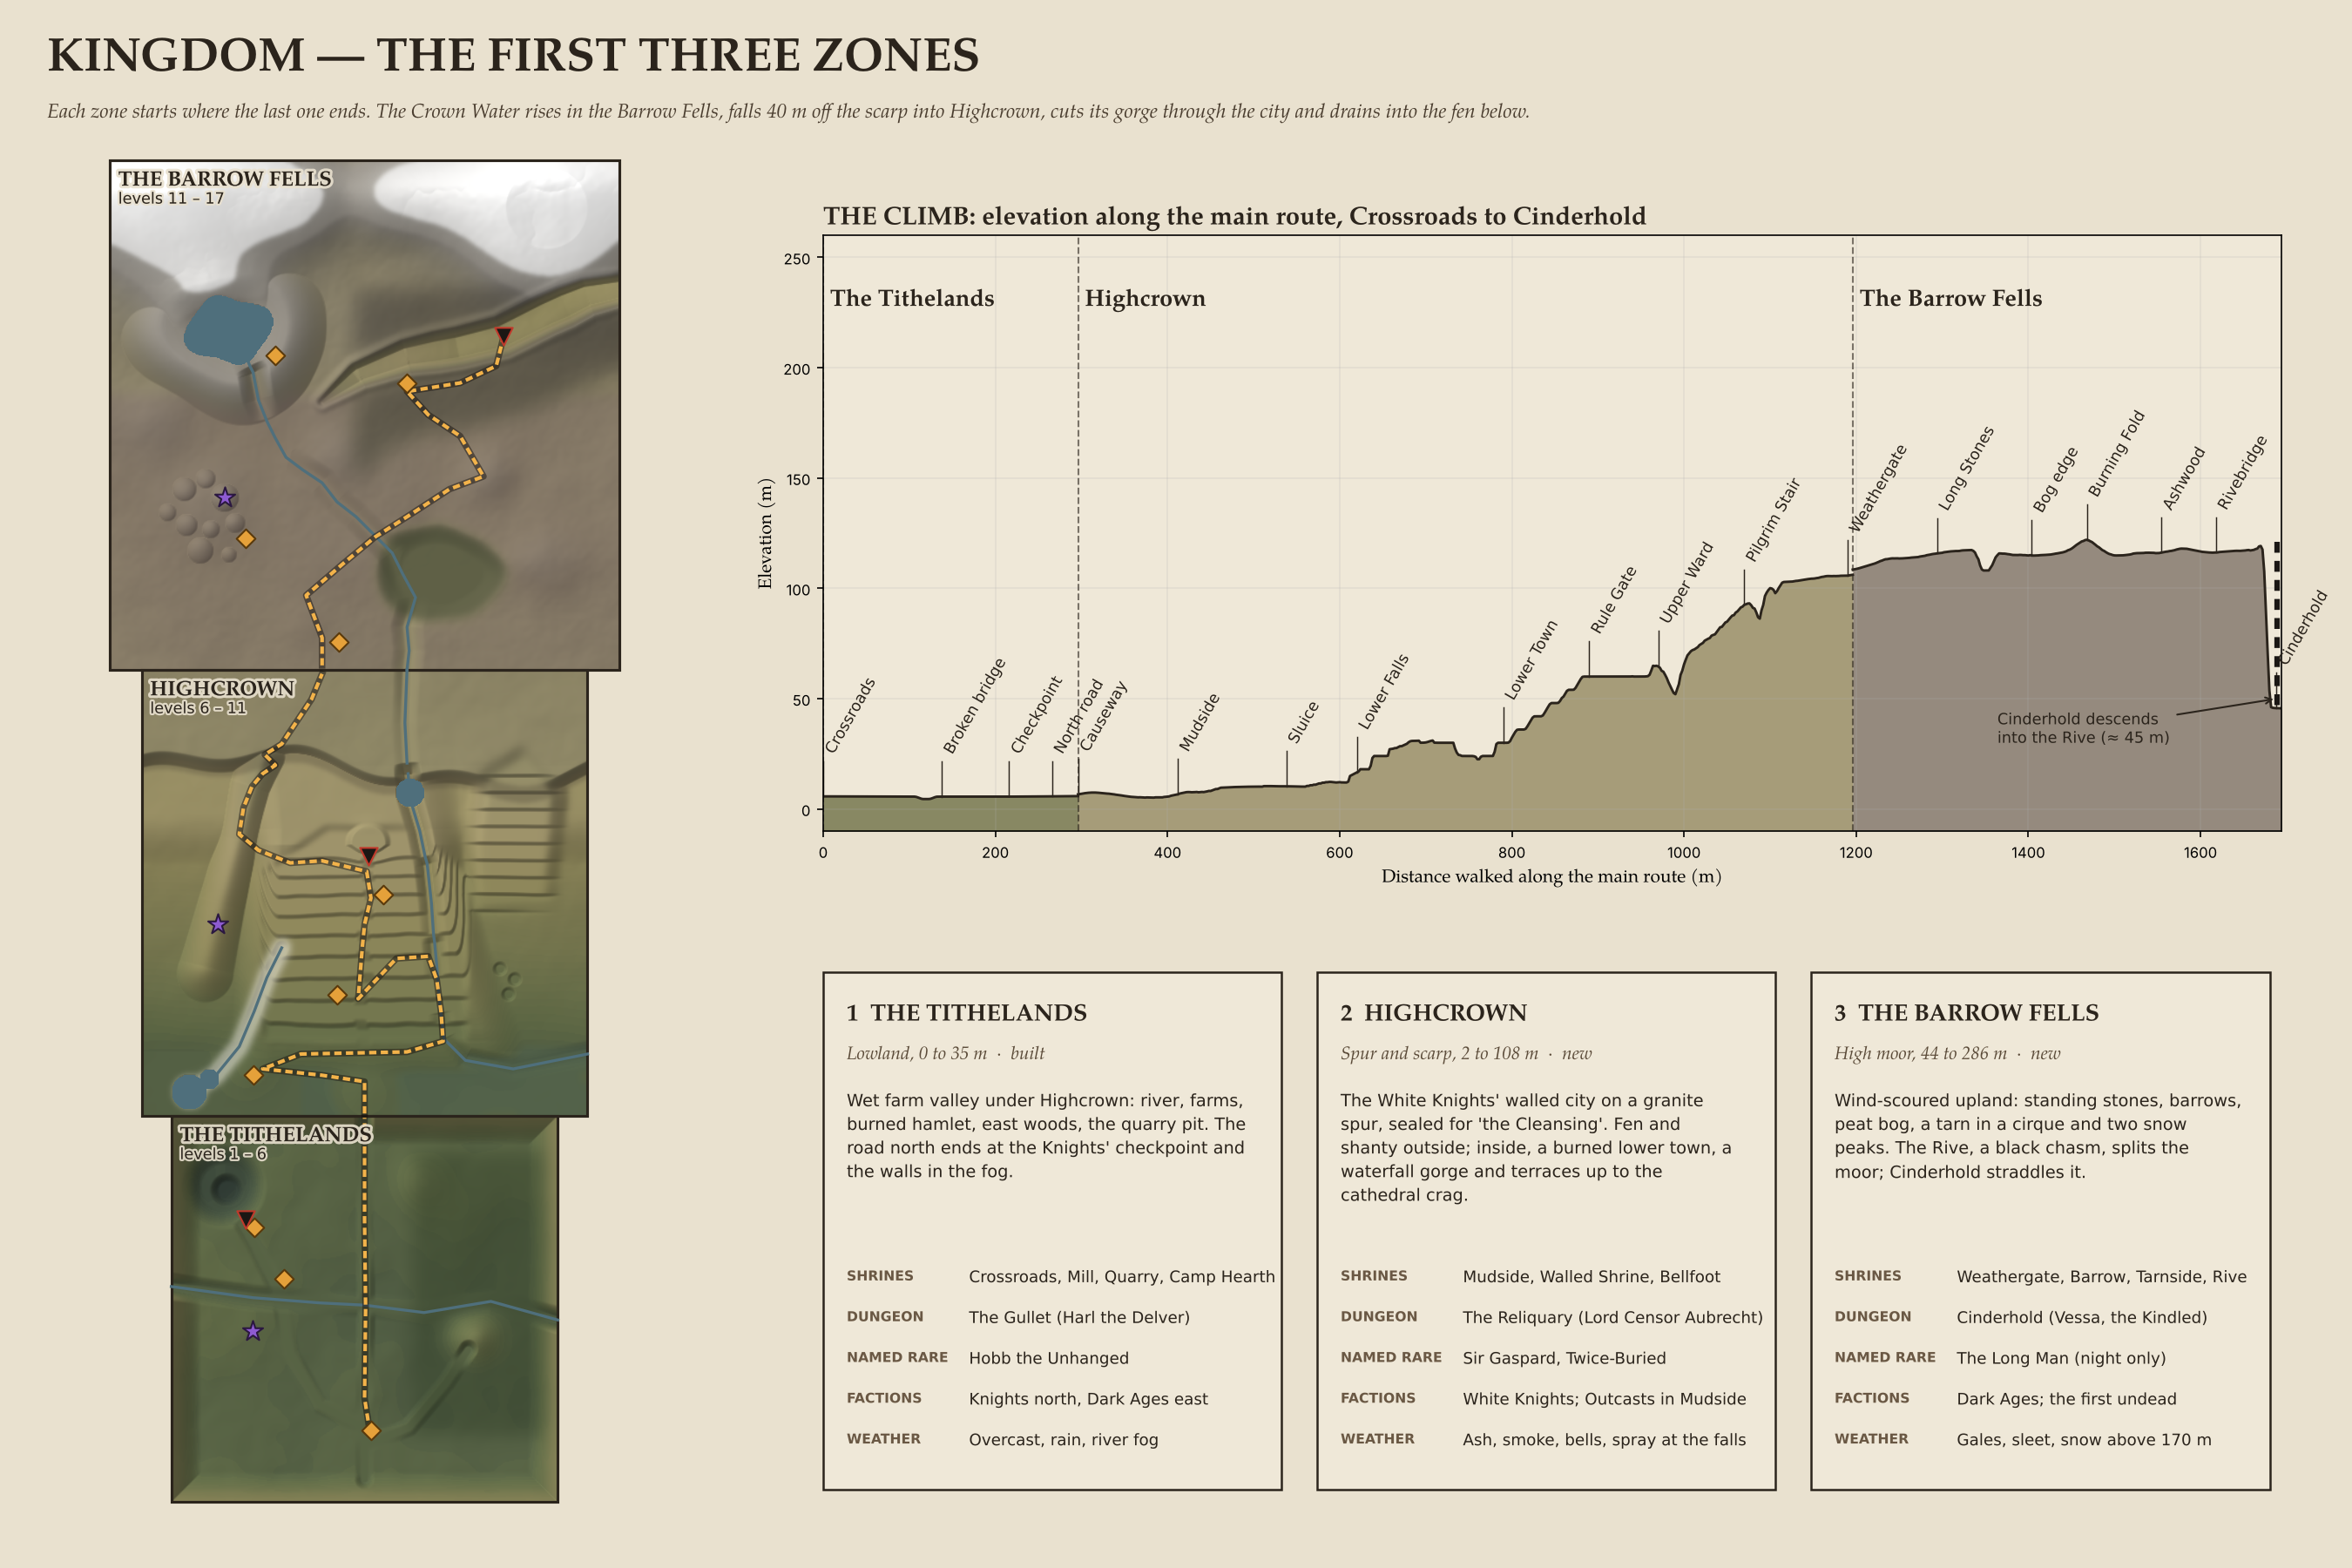 KINGDOM — THE FIRST THREE ZONES
Each zone starts where the last one ends. The Crown Water rises in the Barrow Fells, falls 40 m off the scarp into Highcrown, cuts its gorge through the city and drains into the fen below.
THE BARROW FELLS
levels 11 – 17
HIGHCROWN
levels 6 – 11
THE TITHELANDS
levels 1 – 6
THE CLIMB: elevation along the main route, Crossroads to Cinderhold
Elevation (m)
250
200
150
100
50
0
The Tithelands
Highcrown
The Barrow Fells
Crossroads
Broken bridge
Checkpoint
North road
Causeway
Mudside
Sluice
Lower Falls
Lower Town
Rule Gate
Upper Ward
Pilgrim Stair
Weathergate
Long Stones
Bog edge
Burning Fold
Ashwood
Rivebridge
Cinderhold
Cinderhold descends
into the Rive (≈ 45 m)
0
200
400
600
800
1000
1200
1400
1600
Distance walked along the main route (m)
1 THE TITHELANDS
Lowland, 0 to 35 m · built
Wet farm valley under Highcrown: river, farms,
burned hamlet, east woods, the quarry pit. The
road north ends at the Knights' checkpoint and
the walls in the fog.
SHRINES Crossroads, Mill, Quarry, Camp Hearth
DUNGEON The Gullet (Harl the Delver)
NAMED RARE Hobb the Unhanged
FACTIONS Knights north, Dark Ages east
WEATHER Overcast, rain, river fog
2 HIGHCROWN
Spur and scarp, 2 to 108 m · new
The White Knights' walled city on a granite
spur, sealed for 'the Cleansing'. Fen and
shanty outside; inside, a burned lower town, a
waterfall gorge and terraces up to the
cathedral crag.
SHRINES Mudside, Walled Shrine, Bellfoot
DUNGEON The Reliquary (Lord Censor Aubrecht)
NAMED RARE Sir Gaspard, Twice-Buried
FACTIONS White Knights; Outcasts in Mudside
WEATHER Ash, smoke, bells, spray at the falls
3 THE BARROW FELLS
High moor, 44 to 286 m · new
Wind-scoured upland: standing stones, barrows,
peat bog, a tarn in a cirque and two snow
peaks. The Rive, a black chasm, splits the
moor; Cinderhold straddles it.
SHRINES Weathergate, Barrow, Tarnside, Rive
DUNGEON Cinderhold (Vessa, the Kindled)
NAMED RARE The Long Man (night only)
FACTIONS Dark Ages; the first undead
WEATHER Gales, sleet, snow above 170 m